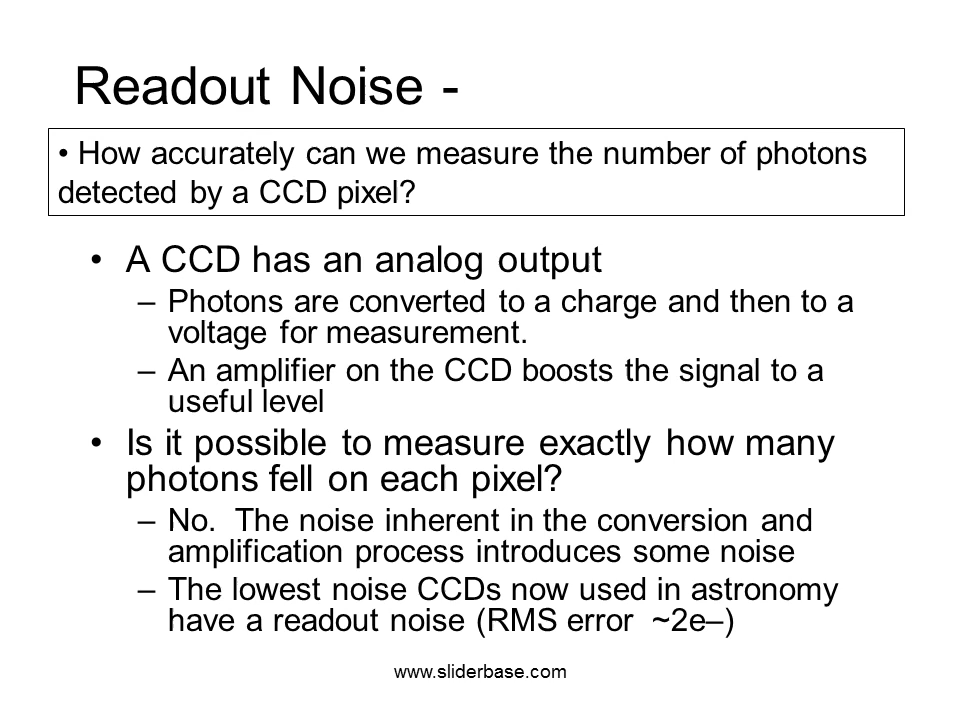 Readout Noise -
• How accurately can we measure the number of photons
detected by a CCD pixel?
• A CCD has an analog output
– Photons are converted to a charge and then to a
voltage for measurement.
– An amplifier on the CCD boosts the signal to a
useful level
• Is it possible to measure exactly how many
photons fell on each pixel?
– No.  The noise inherent in the conversion and
amplification process introduces some noise
– The lowest noise CCDs now used in astronomy
have a readout noise (RMS error  ~2e–)
www.sliderbase.com